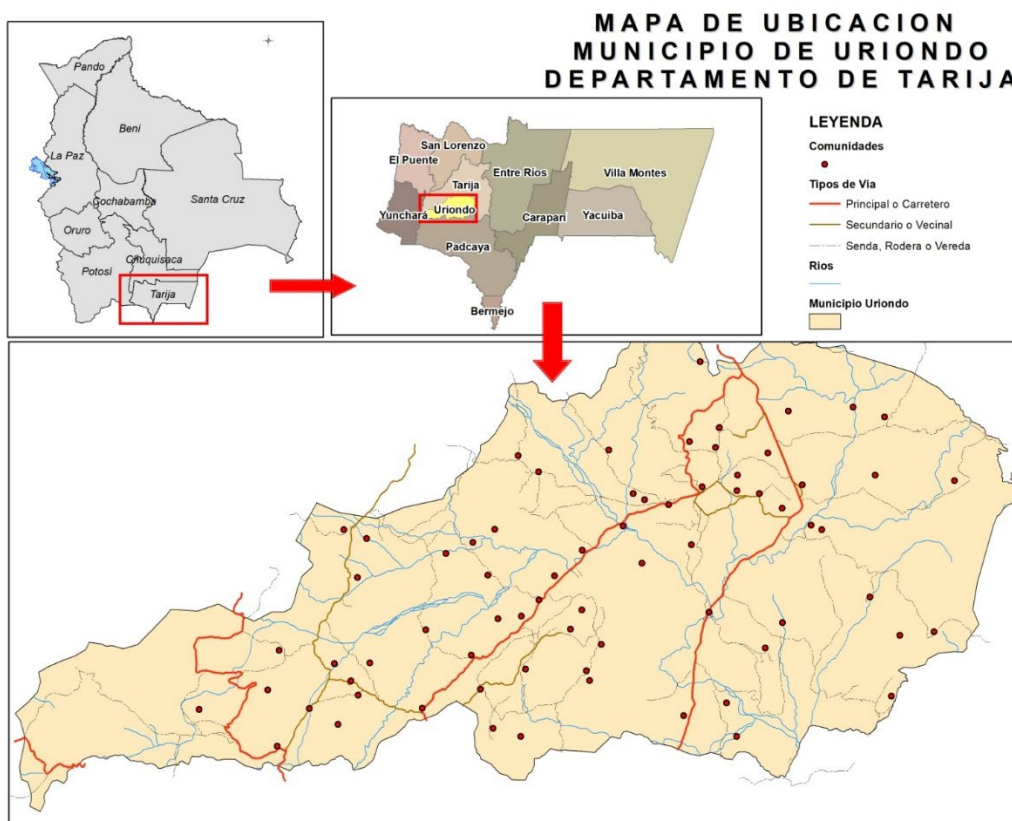 MAPA DE UBICACION
MUNICIPIO DE URIONDO
DEPARTAMENTO DE TARIJA
Pando
Beni
La Paz
Cochabamba
Santa Cruz
Oruro
Chuquisaca
Potosi
Tarija
San Lorenzo
El Puente
Entre Rios
Villa Montes
Tarija
Uriondo
Yunchará
Carapari
Yacuiba
Padcaya
Bermejo
LEYENDA
Comunidades
Tipos de Via
Principal o Carretero
Secundario o Vecinal
Senda, Rodera o Vereda
Rios
Municipio Uriondo